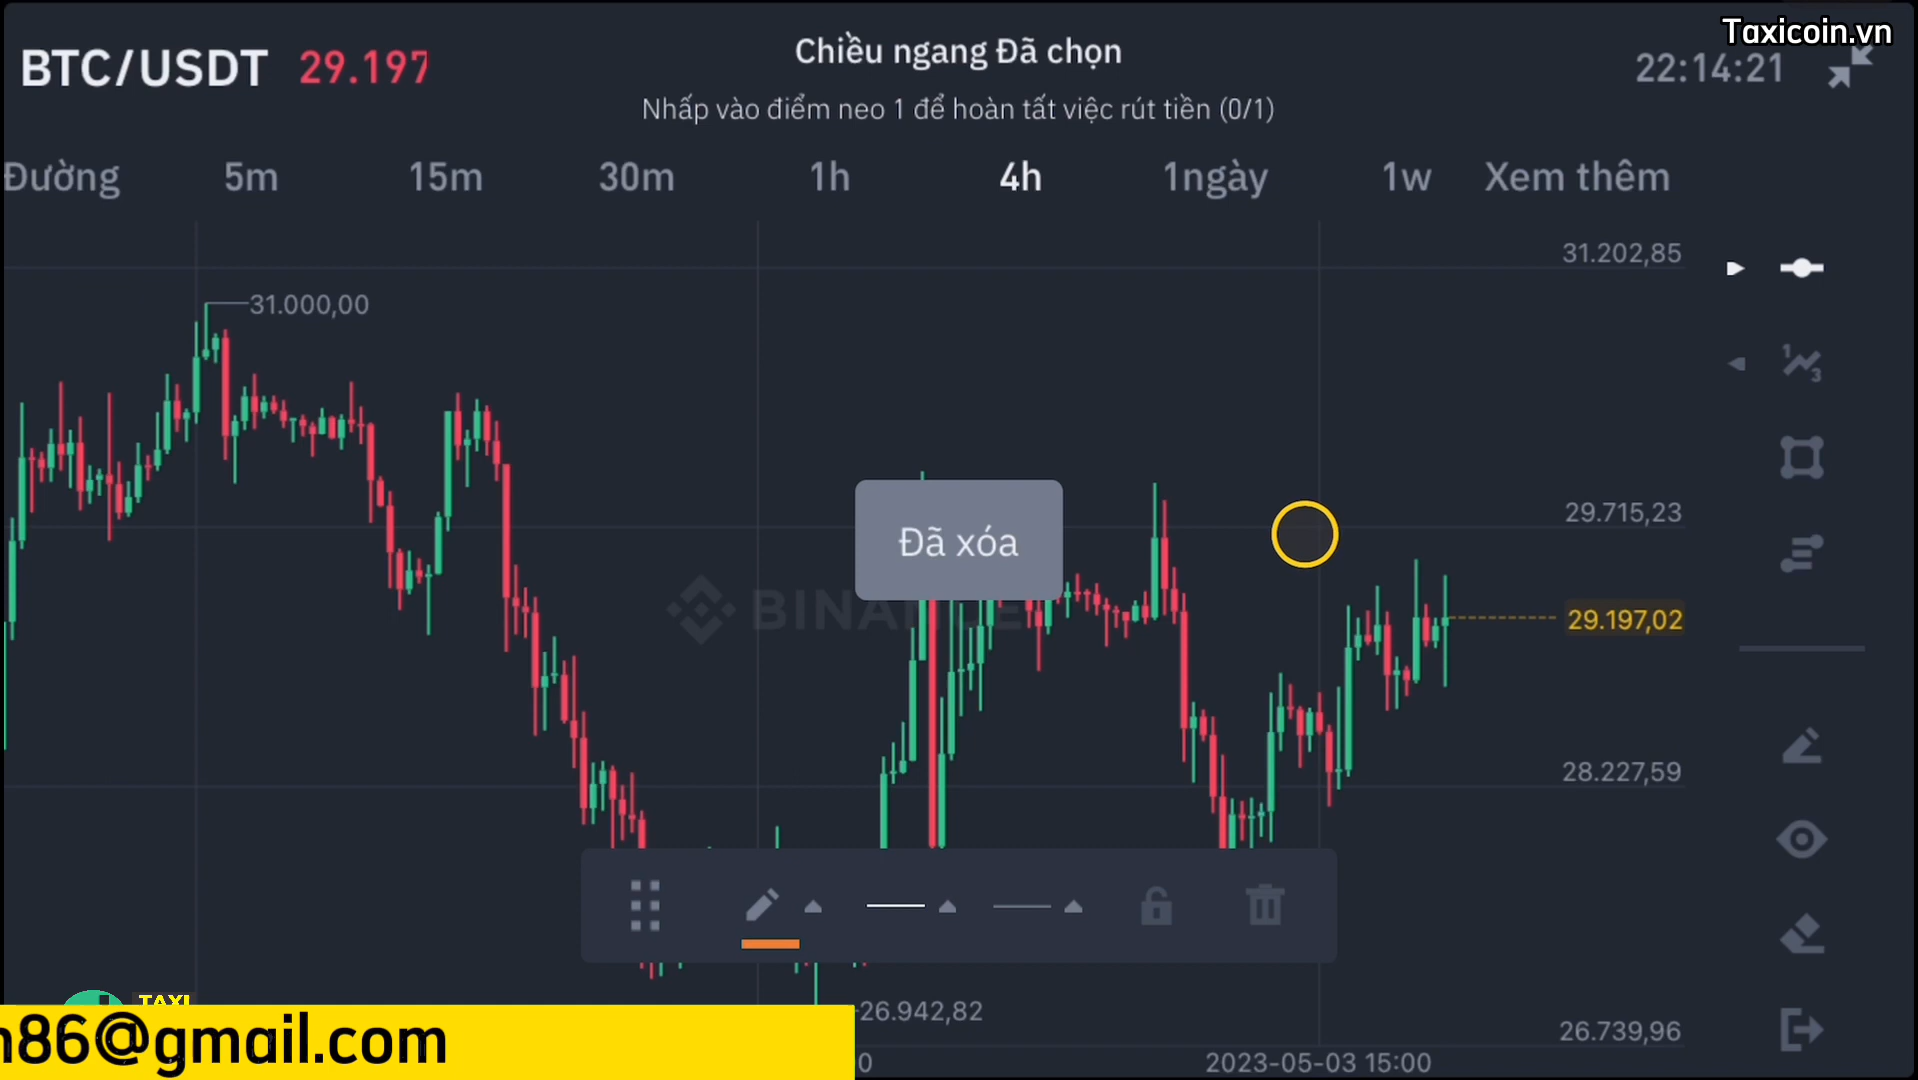 Taxicoin.vn
BTC/USDT 29.197
Chiều ngang Đã chọn
22:14:21
Nhấp vào điểm neo 1 để hoàn tất việc rút tiền (0/1)
Đường 5m 15m 30m 1h 4h 1ngày 1w Xem thêm
31.202,85
31.000,00
29.715,23
Đã xóa
BINANCE
29.197,02
28.227,59
TAXI
26.942,82
26.739,96
n86@gmail.com
0
2023-05-03 15:00